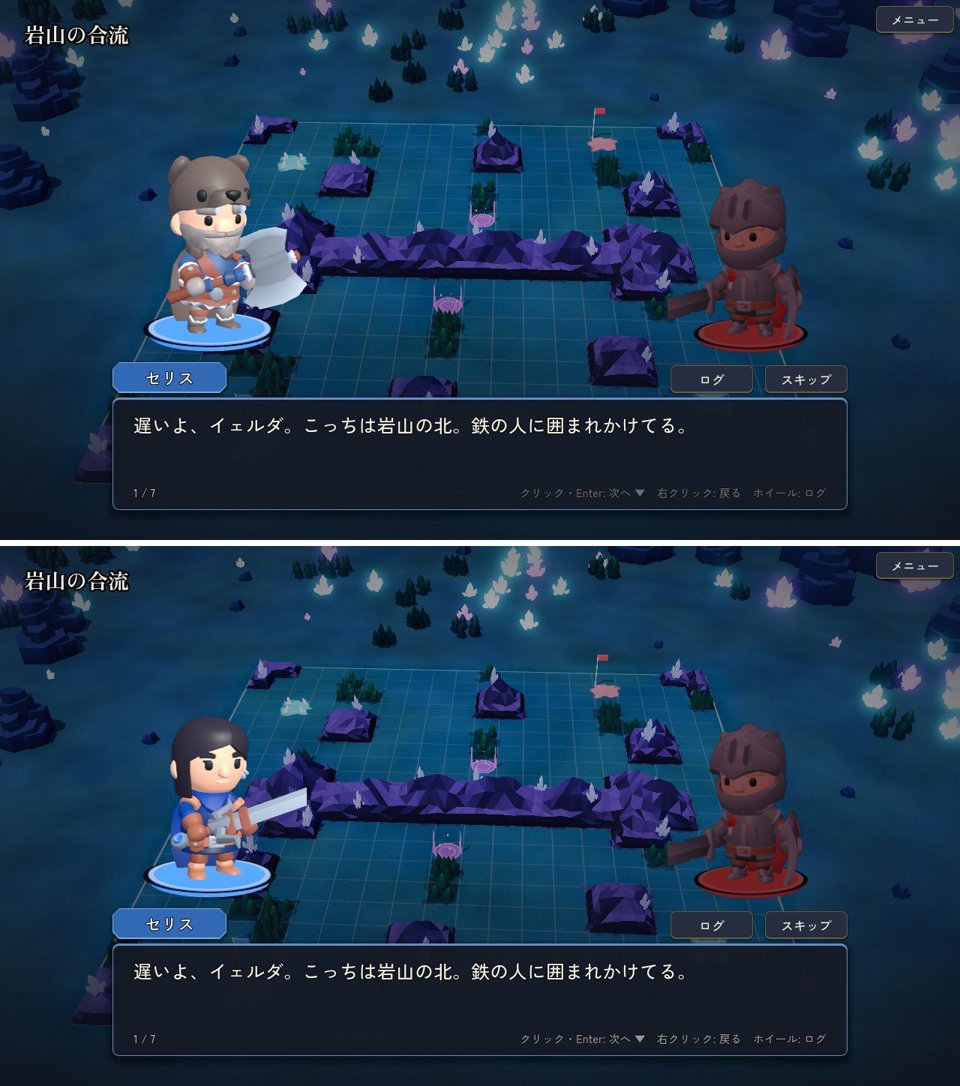 岩山の合流
メニュー
セリス
ログ
スキップ
遅いよ、イェルダ。こっちは岩山の北。鉄の人に囲まれかけてる。
1 / 7
クリック・Enter: 次へ ▼ 右クリック: 戻る ホイール: ログ
岩山の合流
メニュー
セリス
ログ
スキップ
遅いよ、イェルダ。こっちは岩山の北。鉄の人に囲まれかけてる。
1 / 7
クリック・Enter: 次へ ▼ 右クリック: 戻る ホイール: ログ